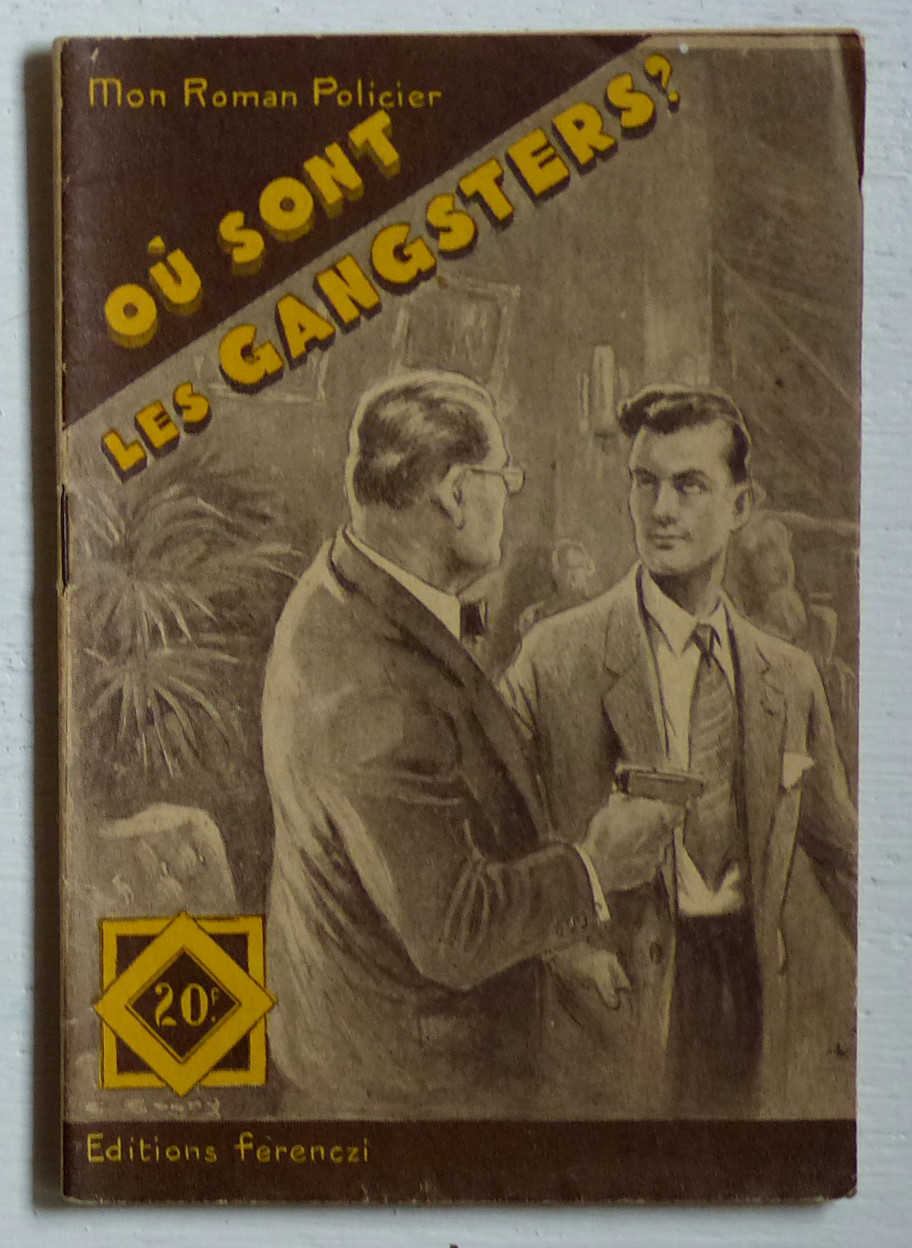 Mon Roman Policier
OÙ SONT
LES GANGSTERS?
20F.
Editions ferenczi